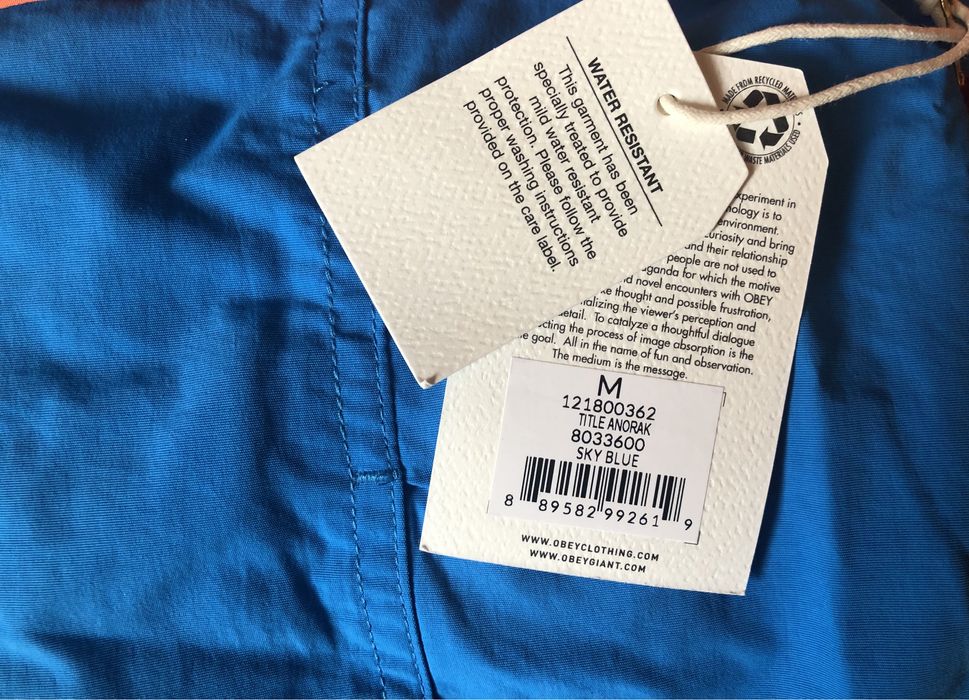 WATER RESISTANT
This garment has been
specially treated to provide
mild water resistant
protection. Please follow the
proper washing instructions
provided on the care label.
MADE FROM RECYCLED
WASTE MATERIALS USED
in
is to
environment.
curiosity and bring
and their relationship
people are not used to
for which the motive
novel encounters with OBEY
thought and possible frustration,
the viewer's perception and
detail. To catalyze a thoughtful dialogue
the process of image absorption is the
goal. All in the name of fun and observation.
The medium is the message.
M
121800362
TITLE ANORAK
8033600
SKY BLUE
8 89582 99261 9
WWW.OBEYCLOTHING.COM
WWW.OBEYGIANT.COM